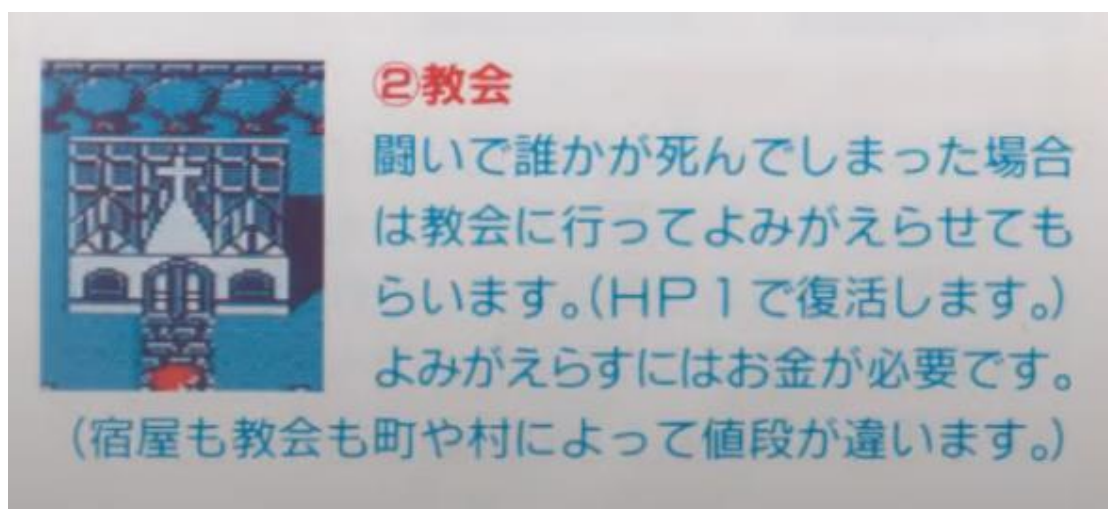 ②教会
闘いで誰かが死んでしまった場合
は教会に行ってよみがえらせても
らいます。(HP1で復活します。)
よみがえらすにはお金が必要です。
(宿屋も教会も町や村によって値段が違います。)